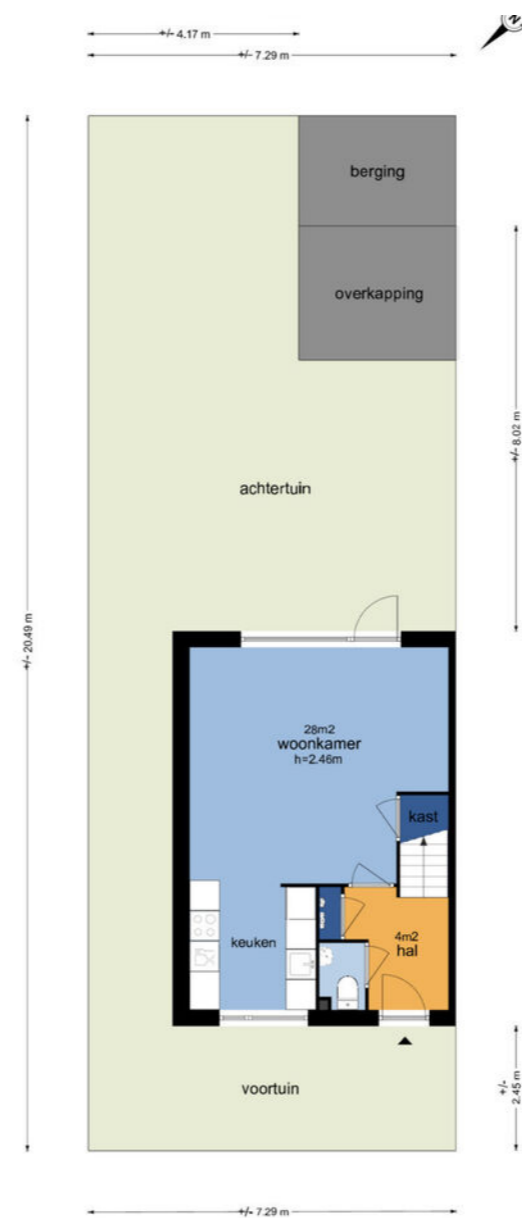 +/- 4.17 m
+/- 7.29 m
N
berging
overkapping
+/- 8.02 m
achtertuin
+/- 20.49 m
28m2
woonkamer
h=2.46m
kast
keuken
4m2
hal
voortuin
+/-
2.45 m
+/- 7.29 m